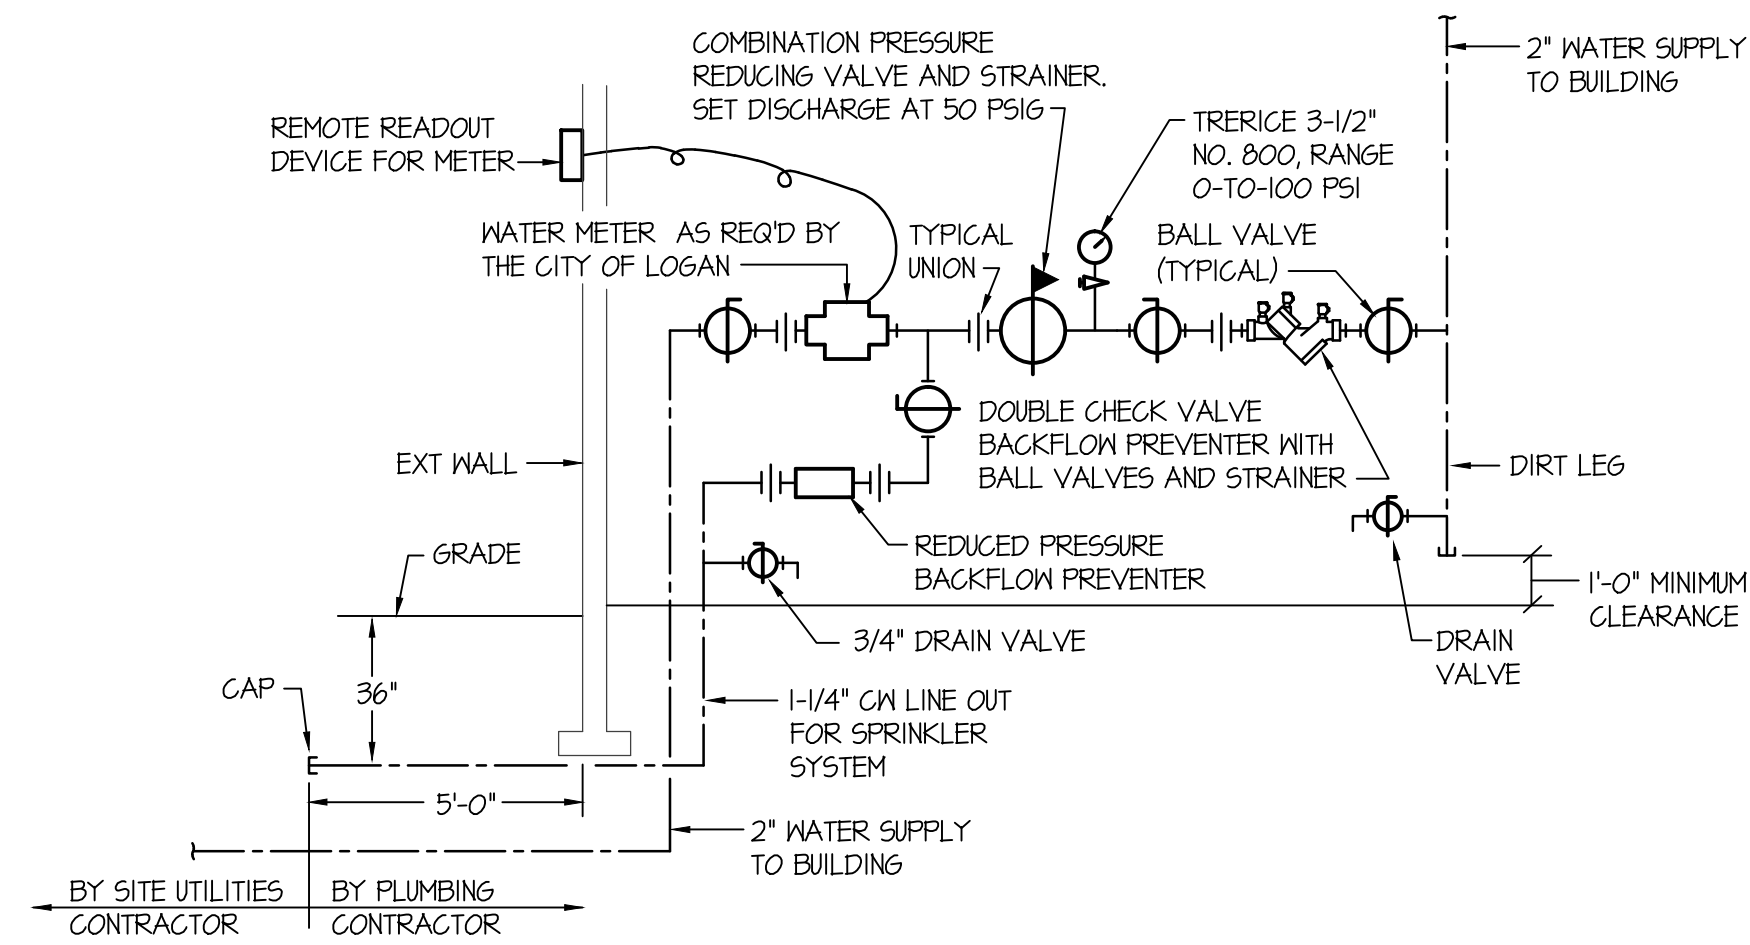 COMBINATION PRESSURE
REDUCING VALVE AND STRAINER.
SET DISCHARGE AT 50 PSIG
2" WATER SUPPLY
TO BUILDING
REMOTE READOUT
DEVICE FOR METER
TRERICE 3-1/2"
NO. 800, RANGE
0-TO-100 PSI
WATER METER AS REQ'D BY
THE CITY OF LOGAN
TYPICAL
UNION
BALL VALVE
(TYPICAL)
DOUBLE CHECK VALVE
BACKFLOW PREVENTER WITH
BALL VALVES AND STRAINER
EXT WALL
DIRT LEG
GRADE
REDUCED PRESSURE
BACKFLOW PREVENTER
1'-0" MINIMUM
CLEARANCE
3/4" DRAIN VALVE
DRAIN
VALVE
CAP
36"
1-1/4" CW LINE OUT
FOR SPRINKLER
SYSTEM
5'-0"
2" WATER SUPPLY
TO BUILDING
BY SITE UTILITIES
CONTRACTOR
BY PLUMBING
CONTRACTOR